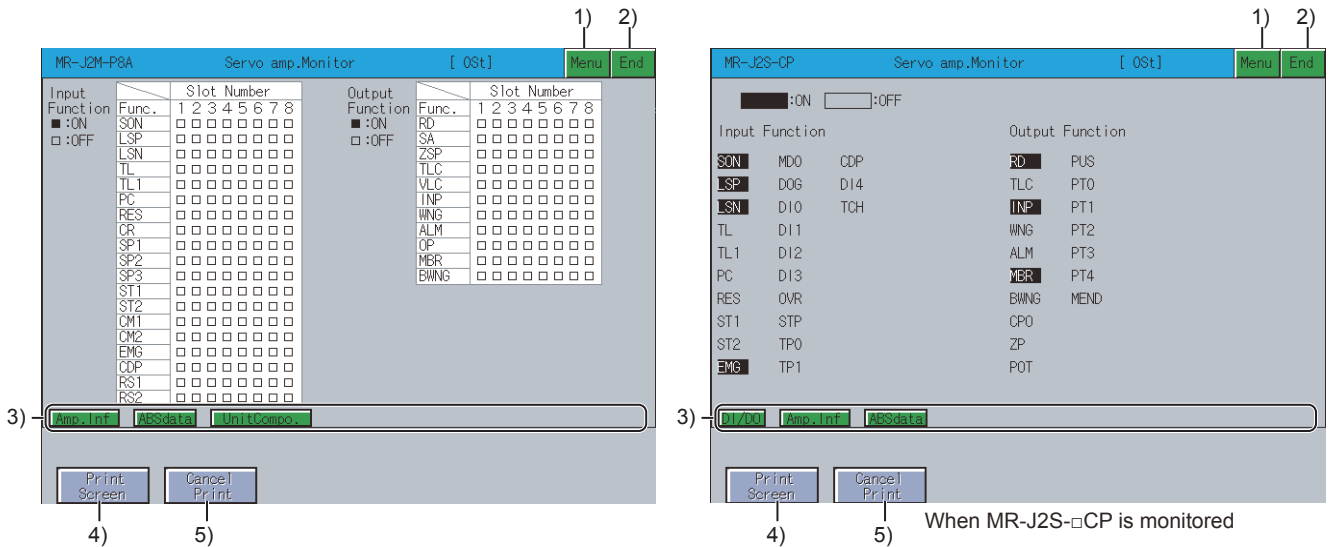 1) 2)
MR-J2M-P8A Servo amp.Monitor [ 0St] Menu End
Input Function
■ :ON
□ :OFF
Slot Number
Func. 1 2 3 4 5 6 7 8
SON □ □ □ □ □ □ □ □
LSP □ □ □ □ □ □ □ □
LSN □ □ □ □ □ □ □ □
TL □ □ □ □ □ □ □ □
TL1 □ □ □ □ □ □ □ □
PC □ □ □ □ □ □ □ □
RES □ □ □ □ □ □ □ □
CR □ □ □ □ □ □ □ □
SP1 □ □ □ □ □ □ □ □
SP2 □ □ □ □ □ □ □ □
SP3 □ □ □ □ □ □ □ □
ST1 □ □ □ □ □ □ □ □
ST2 □ □ □ □ □ □ □ □
CM1 □ □ □ □ □ □ □ □
CM2 □ □ □ □ □ □ □ □
EMG □ □ □ □ □ □ □ □
CDP □ □ □ □ □ □ □ □
RS1 □ □ □ □ □ □ □ □
RS2 □ □ □ □ □ □ □ □
Output Function
■ :ON
□ :OFF
Slot Number
Func. 1 2 3 4 5 6 7 8
RD □ □ □ □ □ □ □ □
SA □ □ □ □ □ □ □ □
ZSP □ □ □ □ □ □ □ □
TLC □ □ □ □ □ □ □ □
VLC □ □ □ □ □ □ □ □
INP □ □ □ □ □ □ □ □
WNG □ □ □ □ □ □ □ □
ALM □ □ □ □ □ □ □ □
OP □ □ □ □ □ □ □ □
MBR □ □ □ □ □ □ □ □
BWNG □ □ □ □ □ □ □ □
3) Amp.Inf ABSdata UnitCompo.
Print Screen
Cancel Print
4) 5)
1) 2)
MR-J2S-CP Servo amp.Monitor [ 0St] Menu End
:ON :OFF
Input Function Output Function
SON MDO CDP RD PUS
LSP DOG DI4 TLC PT0
LSN DI0 TCH INP PT1
TL DI1 WNG PT2
TL1 DI2 ALM PT3
PC DI3 MBR PT4
RES OVR BWNG MEND
ST1 STP CPO
ST2 TP0 ZP
EMG TP1 POT
3) DI/DO Amp.Inf ABSdata
Print Screen
Cancel Print
4) 5)
When MR-J2S-□CP is monitored